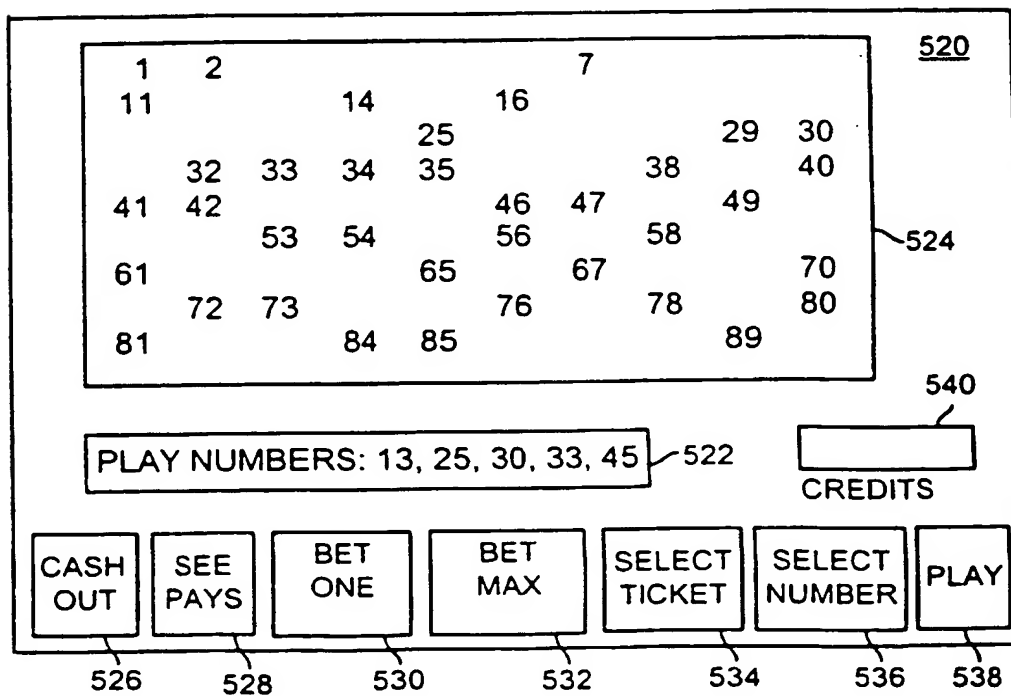 520
1 2 7
11 14 16
25 29 30
32 33 34 35 38 40
41 42 46 47 49
53 54 56 58
524
61 65 67 70
72 73 76 78 80
81 84 85 89
540
PLAY NUMBERS: 13, 25, 30, 33, 45
522
CREDITS
CASH OUT
SEE PAYS
BET ONE
BET MAX
SELECT TICKET
SELECT NUMBER
PLAY
526 528 530 532 534 536 538